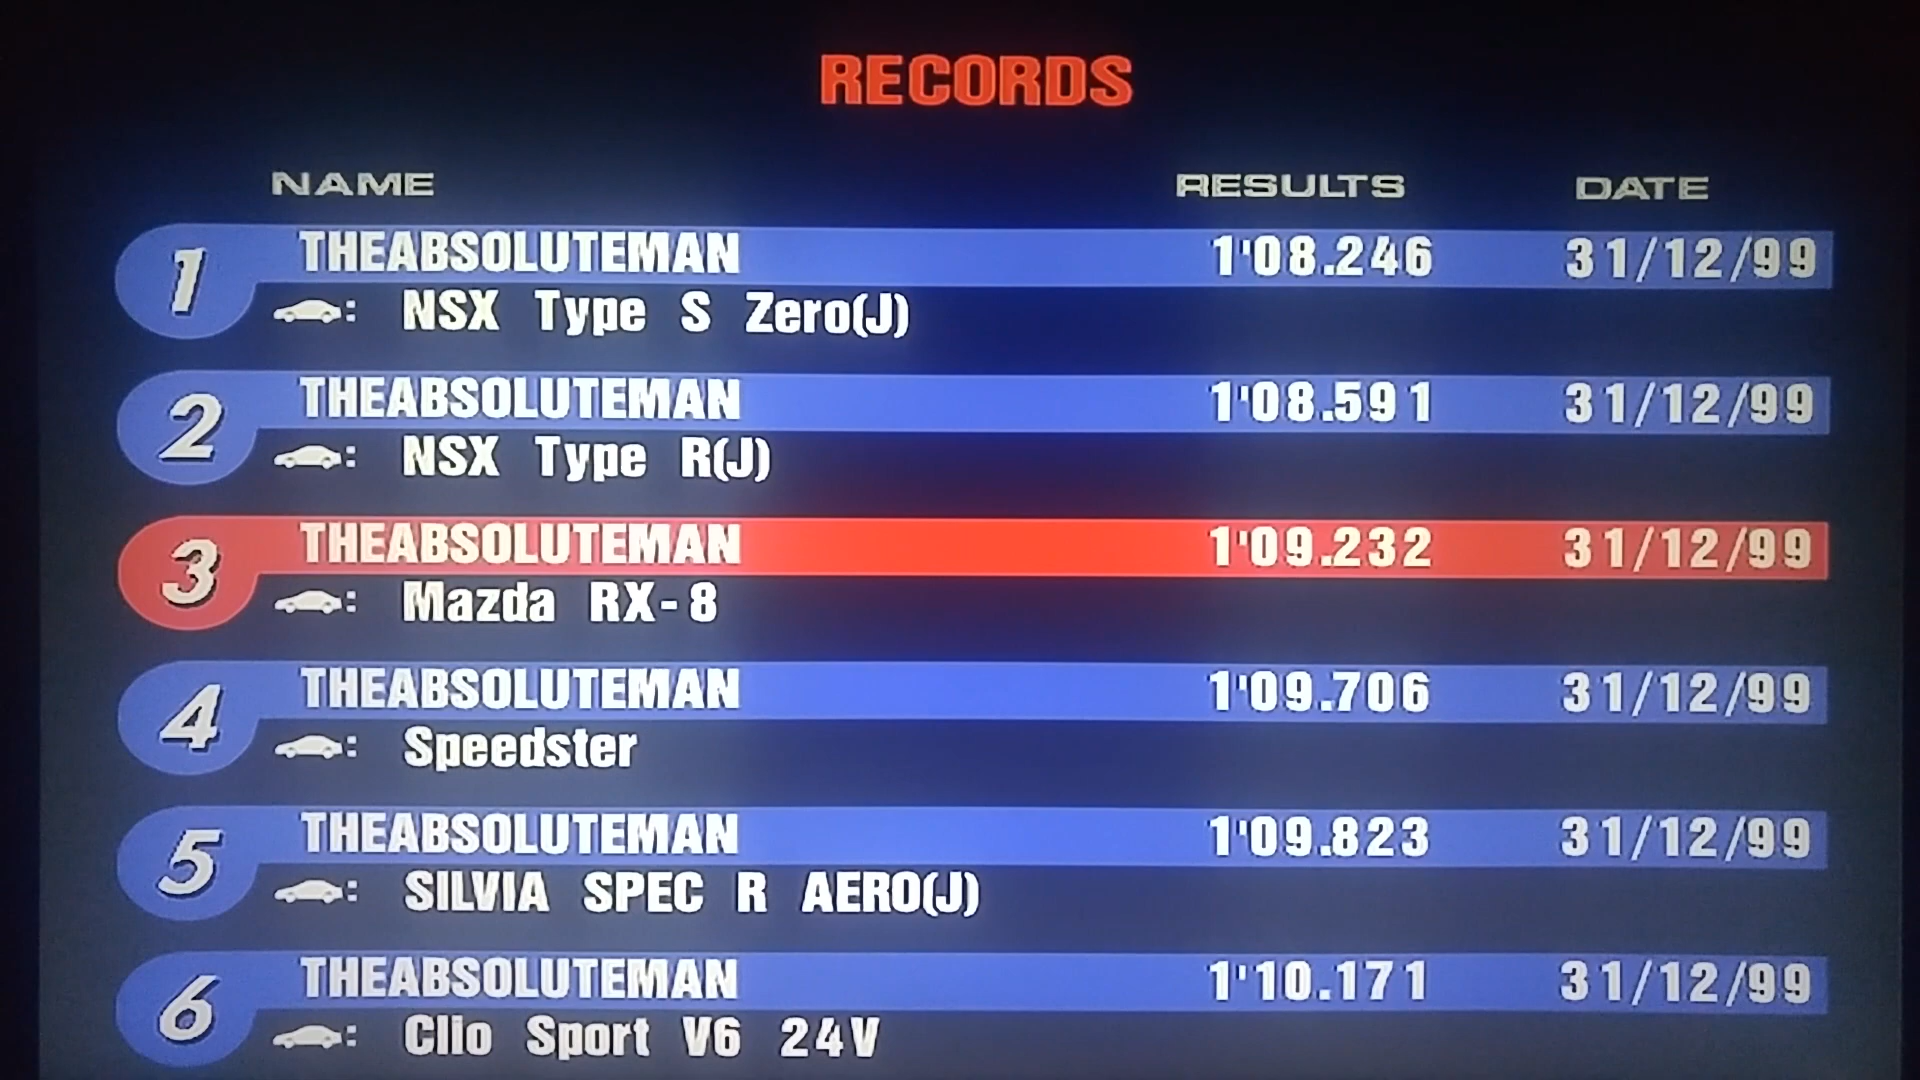 RECORDS
NAME RESULTS DATE
1 THEABSOLUTEMAN 1'08.246 31/12/99
: NSX Type S Zero(J)
2 THEABSOLUTEMAN 1'08.591 31/12/99
: NSX Type R(J)
3 THEABSOLUTEMAN 1'09.232 31/12/99
: Mazda RX-8
4 THEABSOLUTEMAN 1'09.706 31/12/99
: Speedster
5 THEABSOLUTEMAN 1'09.823 31/12/99
: SILVIA SPEC R AERO(J)
6 THEABSOLUTEMAN 1'10.171 31/12/99
: Clio Sport V6 24V